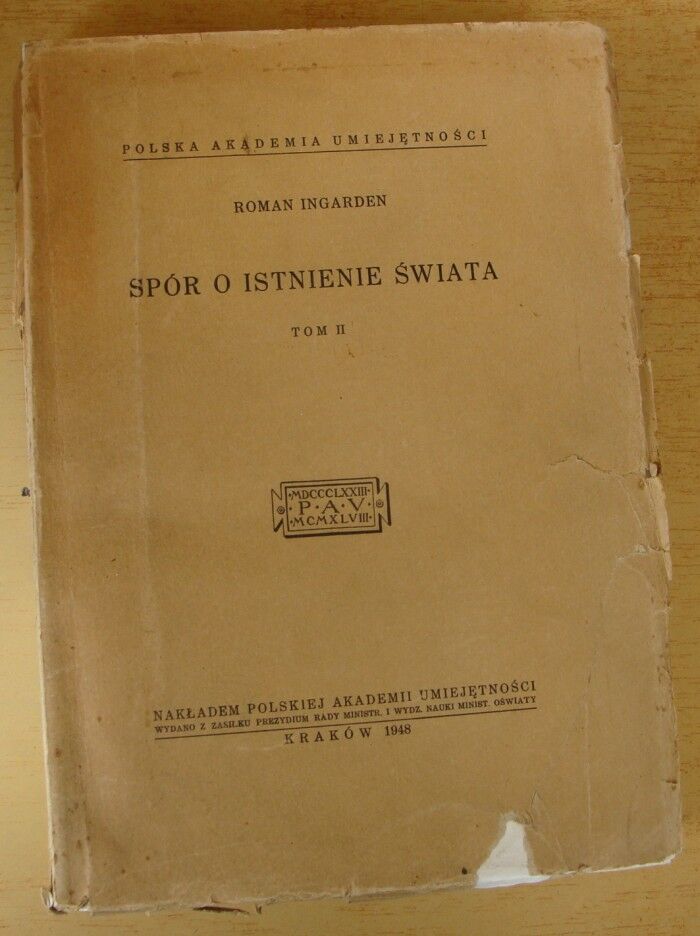 POLSKA AKADEMIA UMIEJĘTNOŚCI
ROMAN INGARDEN
SPÓR O ISTNIENIE ŚWIATA
TOM II
·MDCCCLXXIII·
·P·A·V·
·MCMXLVIII·
NAKŁADEM POLSKIEJ AKADEMII UMIEJĘTNOŚCI
WYDANO Z ZASIŁKU PREZYDIUM RADY MINISTR. I WYDZ. NAUKI MINIST. OŚWIATY
KRAKÓW 1948